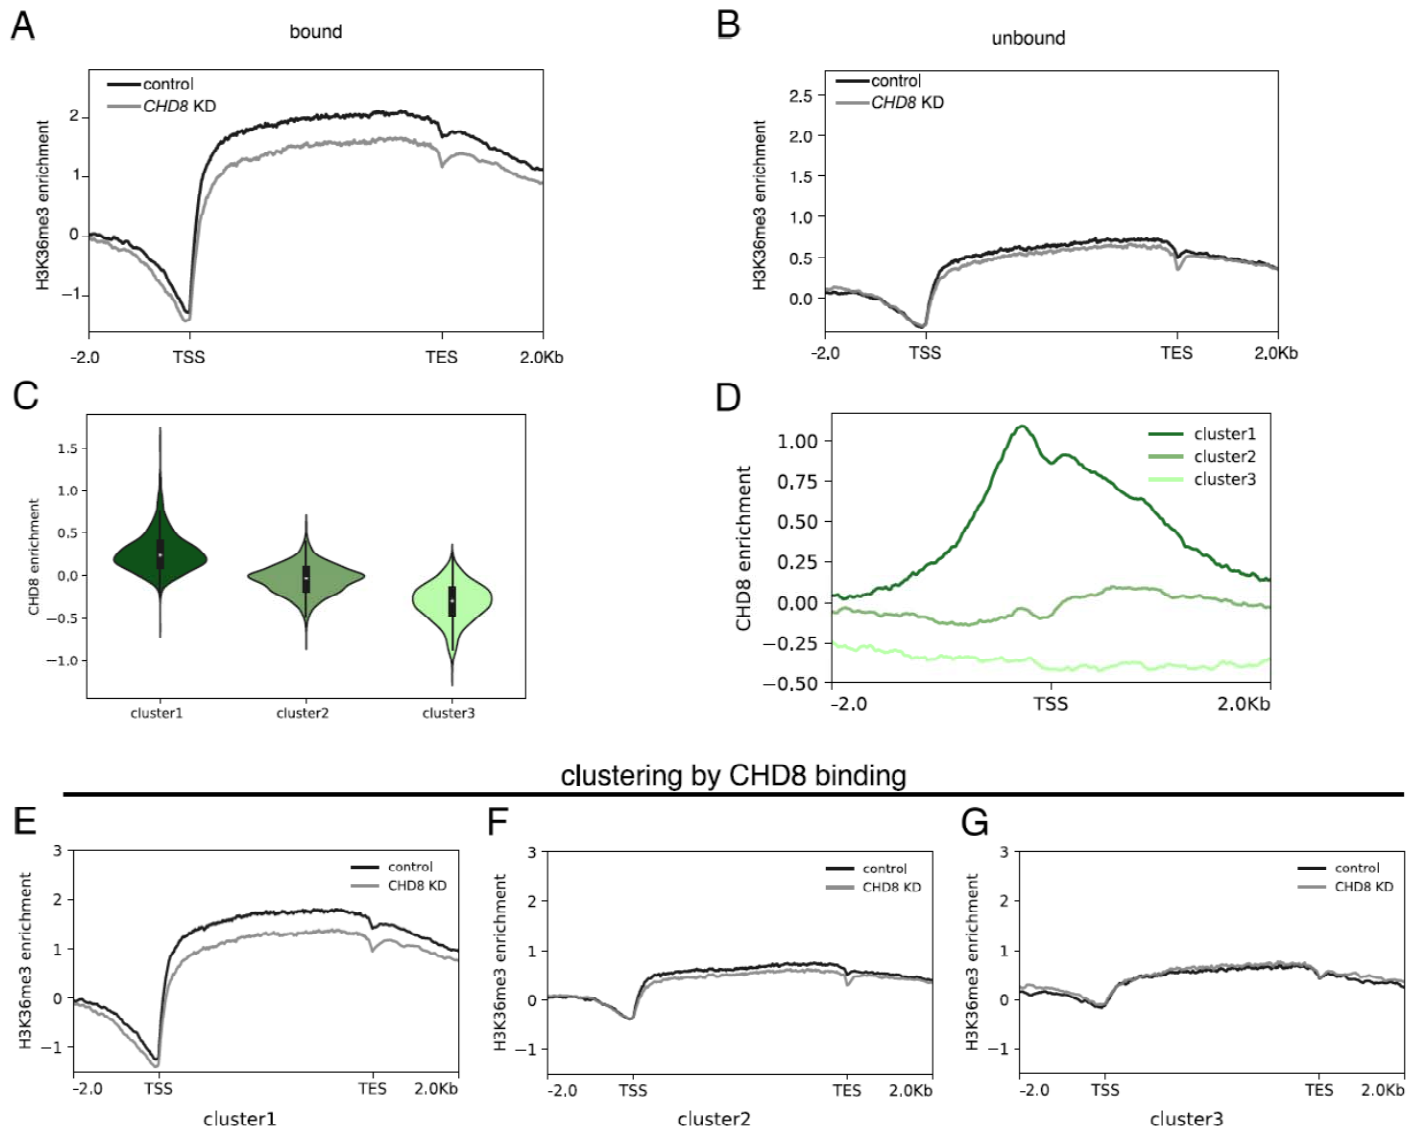 A
bound
control
CHD8 KD
H3K36me3 enrichment
2
1
0
−1
-2.0 TSS TES 2.0Kb
B
unbound
control
CHD8 KD
H3K36me3 enrichment
2.5
2.0
1.5
1.0
0.5
0.0
-2.0 TSS TES 2.0Kb
C
CHD8 enrichment
1.5
1.0
0.5
0.0
−0.5
−1.0
cluster1 cluster2 cluster3
D
cluster1
cluster2
cluster3
CHD8 enrichment
1.00
0.75
0.50
0.25
0.00
−0.25
−0.50
-2.0 TSS 2.0Kb
clustering by CHD8 binding
E
control
CHD8 KD
H3K36me3 enrichment
3
2
1
0
−1
-2.0 TSS TES 2.0Kb
cluster1
F
control
CHD8 KD
H3K36me3 enrichment
3
2
1
0
−1
-2.0 TSS TES 2.0Kb
cluster2
G
control
CHD8 KD
H3K36me3 enrichment
3
2
1
0
−1
-2.0 TSS TES 2.0Kb
cluster3